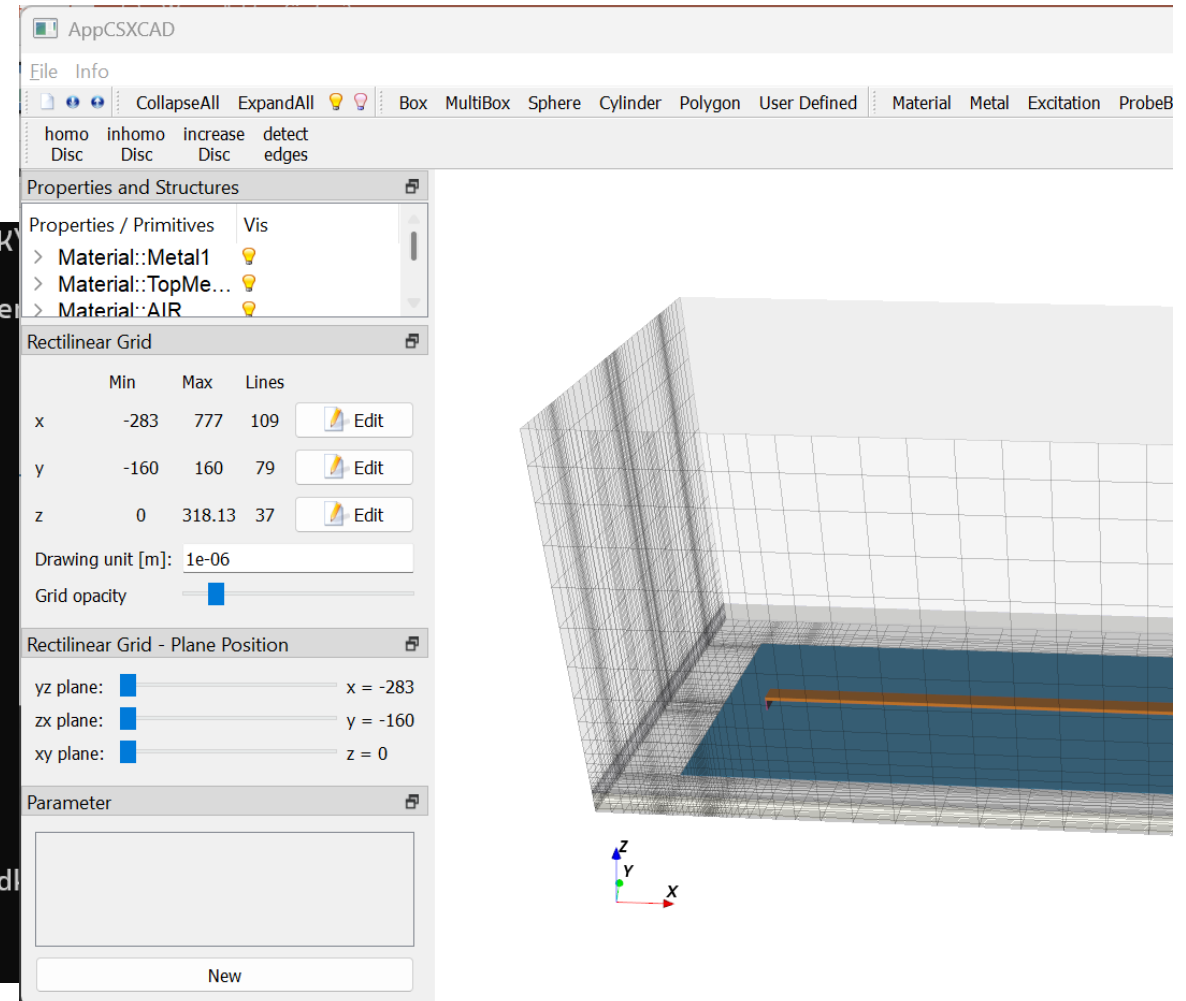 AppCSXCAD
File Info
CollapseAll ExpandAll Box MultiBox Sphere Cylinder Polygon User Defined Material Metal Excitation ProbeB
homo inhomo increase detect
Disc Disc Disc edges
Properties and Structures
Properties / Primitives Vis
Material::Metal1
Material::TopMe...
Material::AIR
Rectilinear Grid
Min Max Lines
x -283 777 109 Edit
y -160 160 79 Edit
z 0 318.13 37 Edit
Drawing unit [m]: 1e-06
Grid opacity
Rectilinear Grid - Plane Position
yz plane: x = -283
zx plane: y = -160
xy plane: z = 0
Parameter
New
Z
Y
X